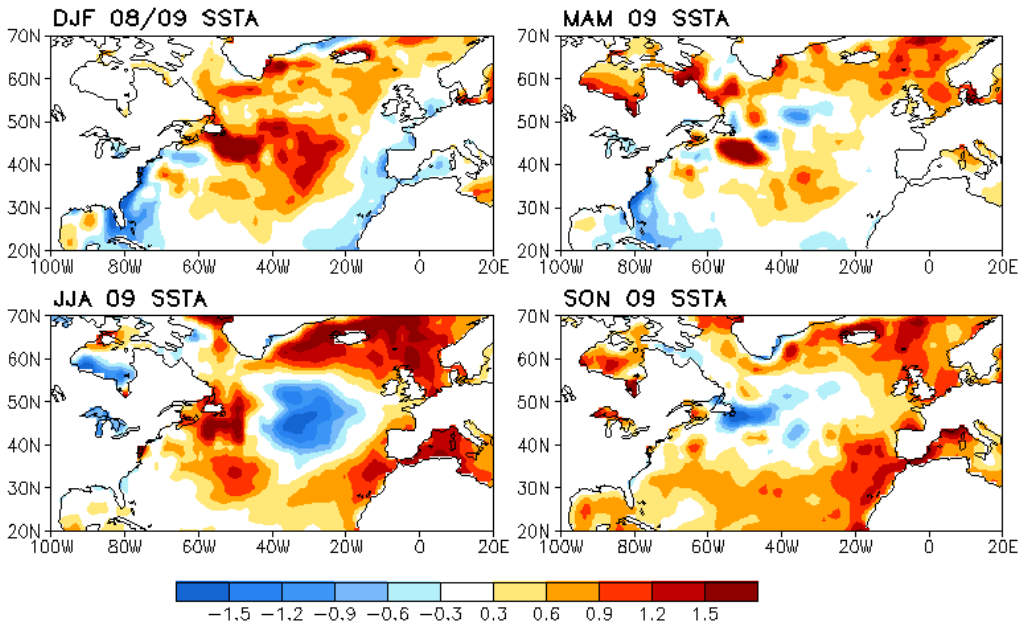 DJF 08/09 SSTA
70N
60N
50N
40N
30N
20N
100W 80W 60W 40W 20W 0 20E
MAM 09 SSTA
70N
60N
50N
40N
30N
20N
100W 80W 60W 40W 20W 0 20E
JJA 09 SSTA
70N
60N
50N
40N
30N
20N
100W 80W 60W 40W 20W 0 20E
SON 09 SSTA
70N
60N
50N
40N
30N
20N
100W 80W 60W 40W 20W 0 20E
-1.5 -1.2 -0.9 -0.6 -0.3 0.3 0.6 0.9 1.2 1.5